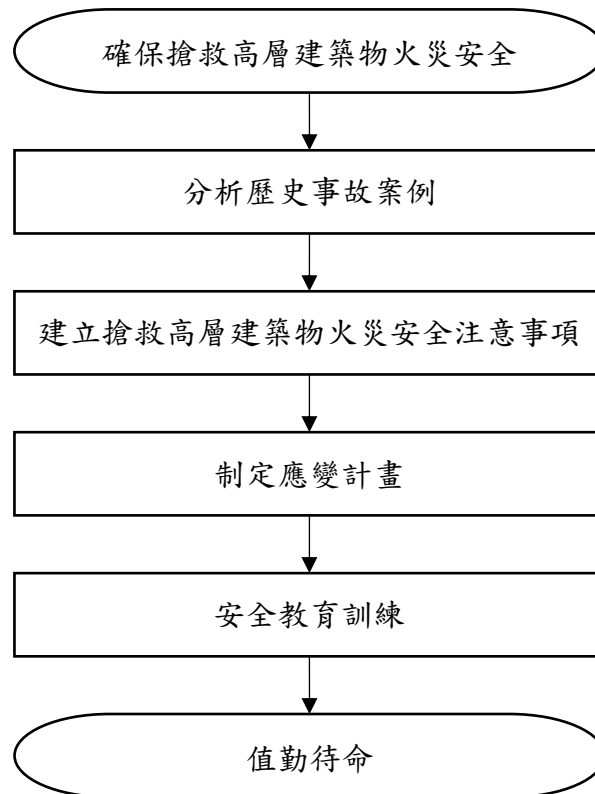 確保搶救高層建築物火災安全
分析歷史事故案例
建立搶救高層建築物火災安全注意事項
制定應變計畫
安全教育訓練
值勤待命